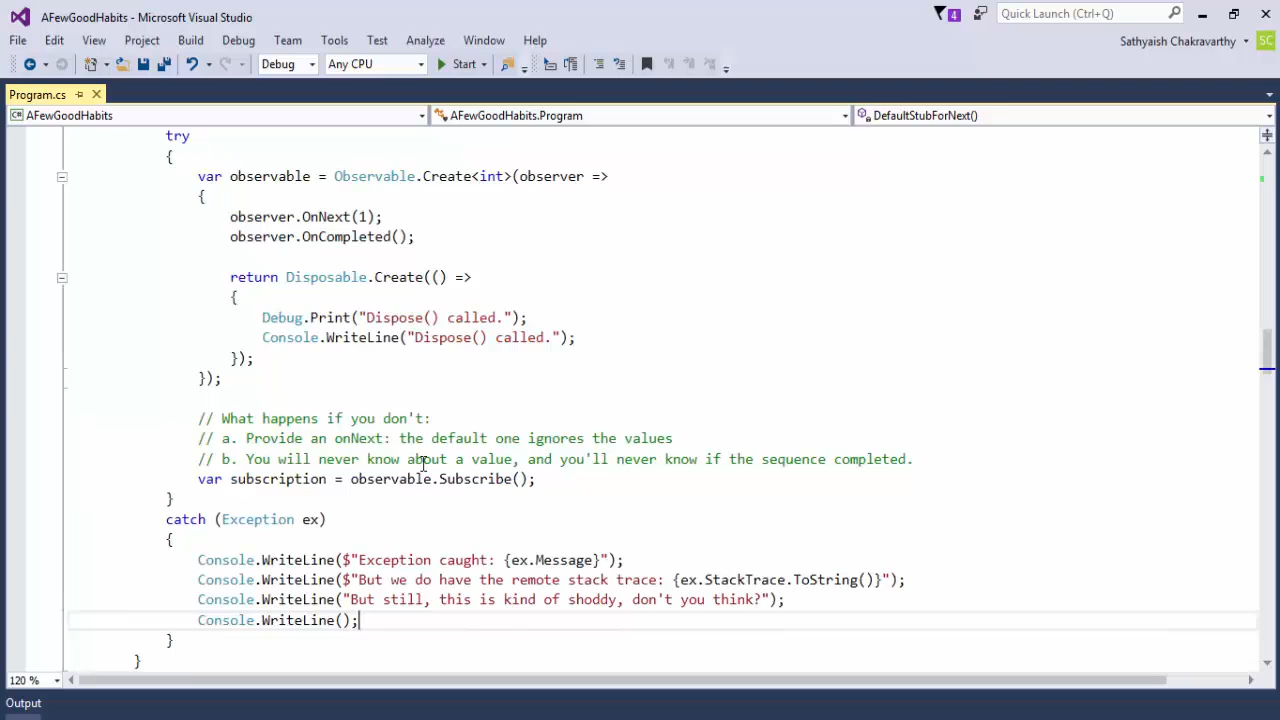 AFewGoodHabits - Microsoft Visual Studio
4
Quick Launch (Ctrl+Q)
File Edit View Project Build Debug Team Tools Test Analyze Window Help
Sathyaish Chakravarthy
SC
Debug Any CPU Start
Program.cs
C# AFewGoodHabits AFewGoodHabits.Program DefaultStubForNext()
try
{
var observable = Observable.Create<int>(observer =>
{
observer.OnNext(1);
observer.OnCompleted();
return Disposable.Create(() =>
{
Debug.Print("Dispose() called.");
Console.WriteLine("Dispose() called.");
});
});
// What happens if you don't:
// a. Provide an onNext: the default one ignores the values
// b. You will never know about a value, and you'll never know if the sequence completed.
var subscription = observable.Subscribe();
}
catch (Exception ex)
{
Console.WriteLine($"Exception caught: {ex.Message}");
Console.WriteLine($"But we do have the remote stack trace: {ex.StackTrace.ToString()}");
Console.WriteLine("But still, this is kind of shoddy, don't you think?");
Console.WriteLine();
}
}
120 %
Output